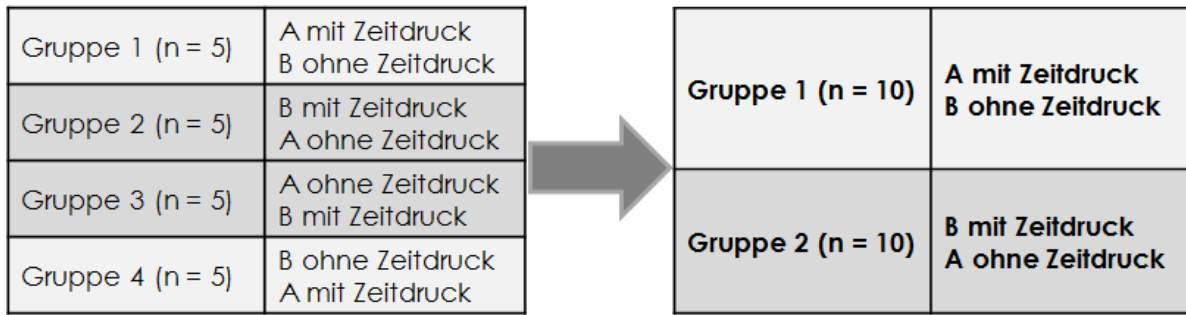 Gruppe 1 (n = 5)
A mit Zeitdruck
B ohne Zeitdruck
Gruppe 2 (n = 5)
B mit Zeitdruck
A ohne Zeitdruck
Gruppe 3 (n = 5)
A ohne Zeitdruck
B mit Zeitdruck
Gruppe 4 (n = 5)
B ohne Zeitdruck
A mit Zeitdruck
Gruppe 1 (n = 10)
A mit Zeitdruck
B ohne Zeitdruck
Gruppe 2 (n = 10)
B mit Zeitdruck
A ohne Zeitdruck